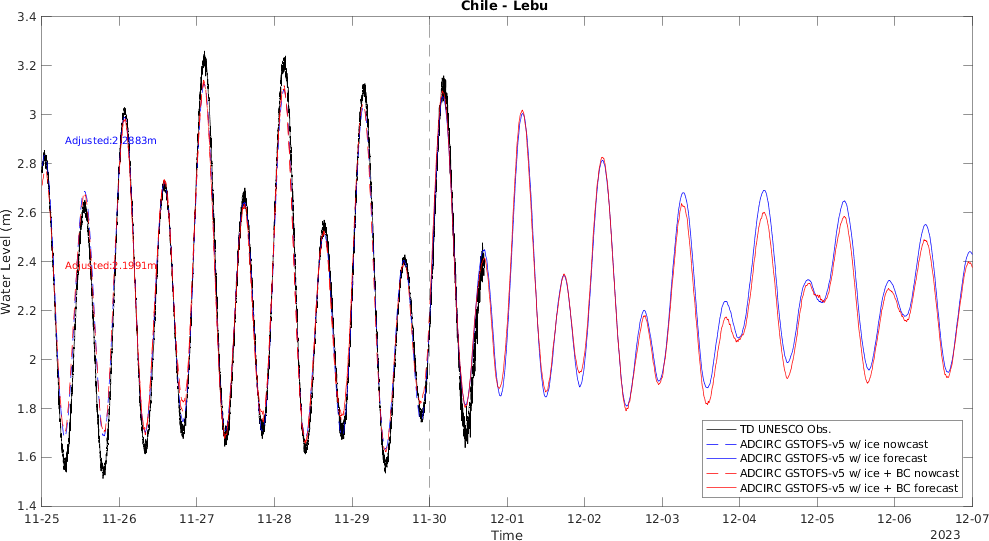 Chile - Lebu
3.4
3.2
3
2.8
2.6
2.4
2.2
2
1.8
1.6
1.4
Water Level (m)
Adjusted:2.2883m
Adjusted:2.1991m
TD UNESCO Obs.
ADCIRC GSTOFS-v5 w/ ice nowcast
ADCIRC GSTOFS-v5 w/ ice forecast
ADCIRC GSTOFS-v5 w/ ice + BC nowcast
ADCIRC GSTOFS-v5 w/ ice + BC forecast
11-25 11-26 11-27 11-28 11-29 11-30 12-01 12-02 12-03 12-04 12-05 12-06 12-07
Time
2023